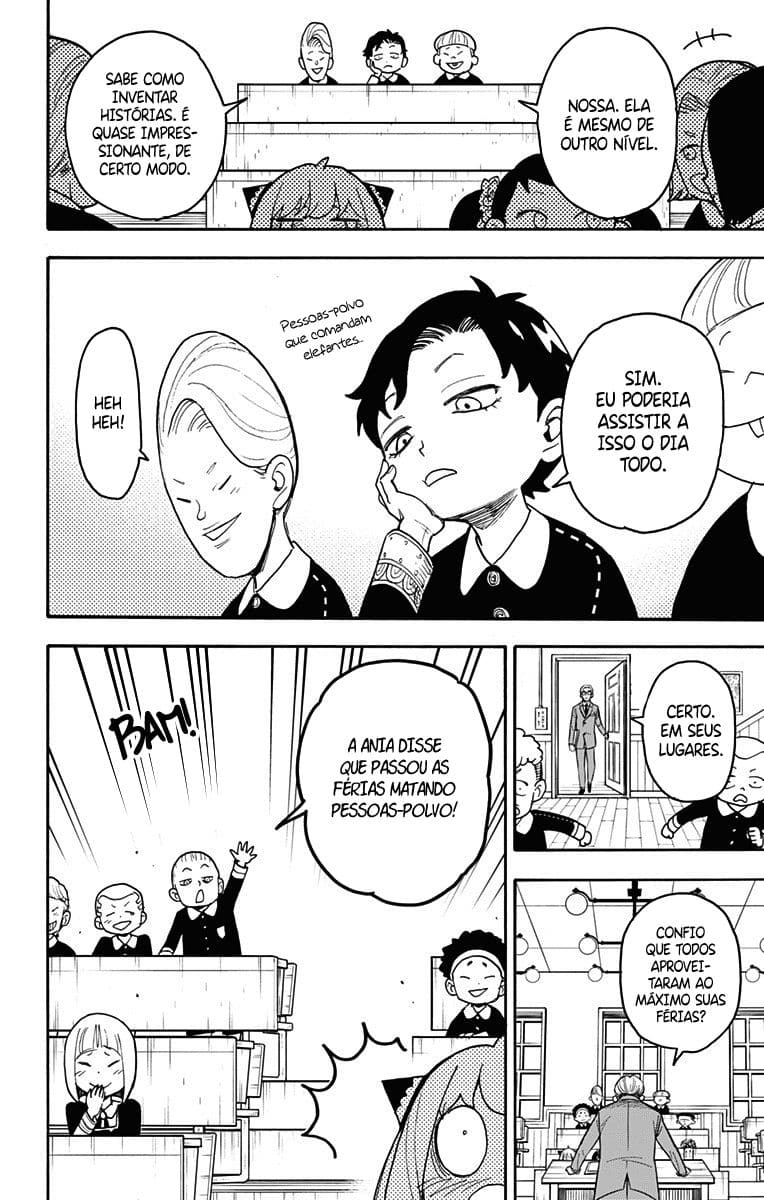 NOSSA. ELA
É MESMO DE
OUTRO NÍVEL.
SABE COMO
INVENTAR
HISTÓRIAS. É
QUASE IMPRES-
SIONANTE, DE
CERTO MODO.
SIM.
EU PODERIA
ASSISTIR A
ISSO O DIA
TODO.
Pessoas-polvo
que comandam
elefantes...
HEH
HEH!
CERTO.
EM SEUS
LUGARES.
CONFIO
QUE TODOS
APROVEI-
TARAM AO
MÁXIMO SUAS
FÉRIAS?
A ANIA DISSE
QUE PASSOU AS
FÉRIAS MATANDO
PESSOAS-POLVO!
BAM!